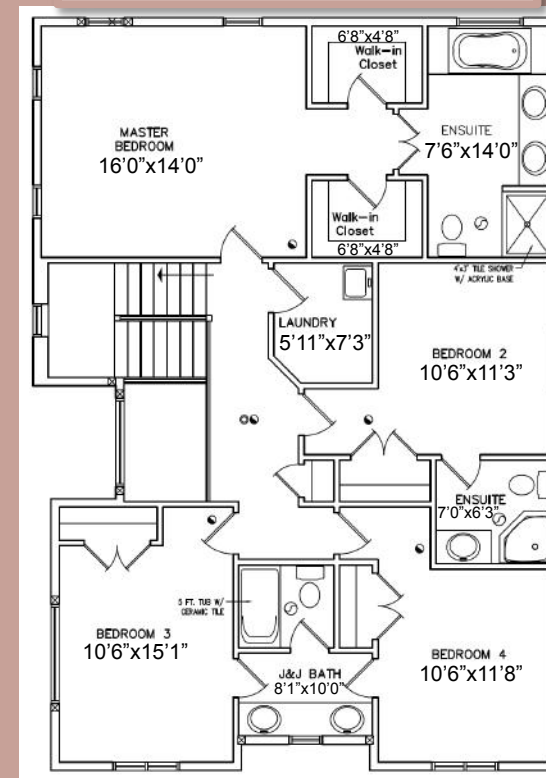 6'8"x4'8"
Walk-in
Closet
MASTER
BEDROOM
16'0"x14'0"
ENSUITE
7'6"x14'0"
Walk-in
Closet
6'8"x4'8"
4'x3' TILE SHOWER
W/ ACRYLIC BASE
LAUNDRY
5'11"x7'3"
BEDROOM 2
10'6"x11'3"
ENSUITE
7'0"x6'3"
5 FT. TUB W/
CERAMIC TILE
BEDROOM 3
10'6"x15'1"
J&J BATH
8'1"x10'0"
BEDROOM 4
10'6"x11'8"